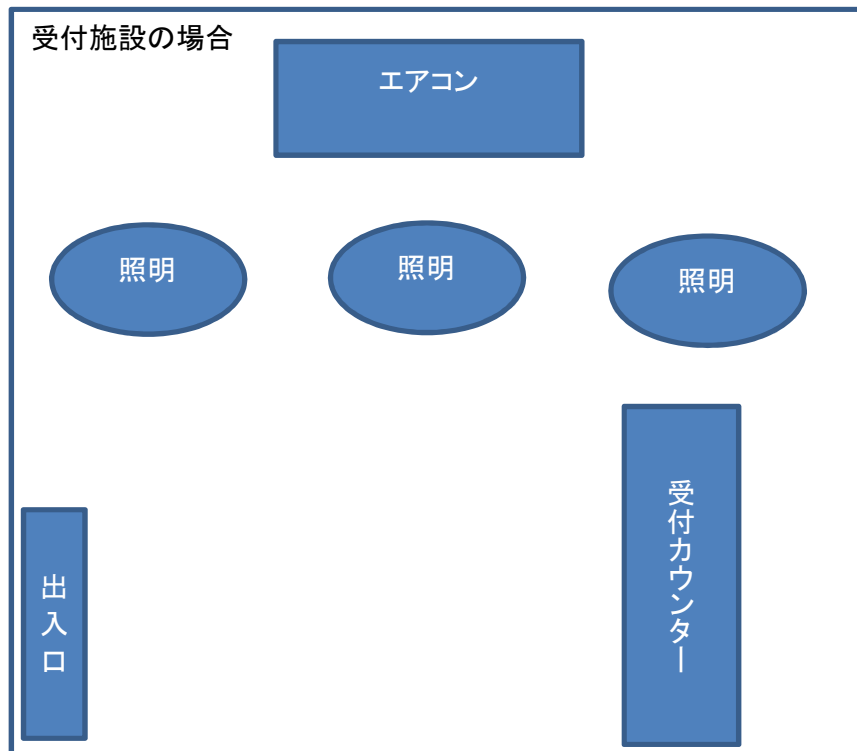 受付施設の場合
エアコン
照明
照明
照明
受付カウンター
出入口